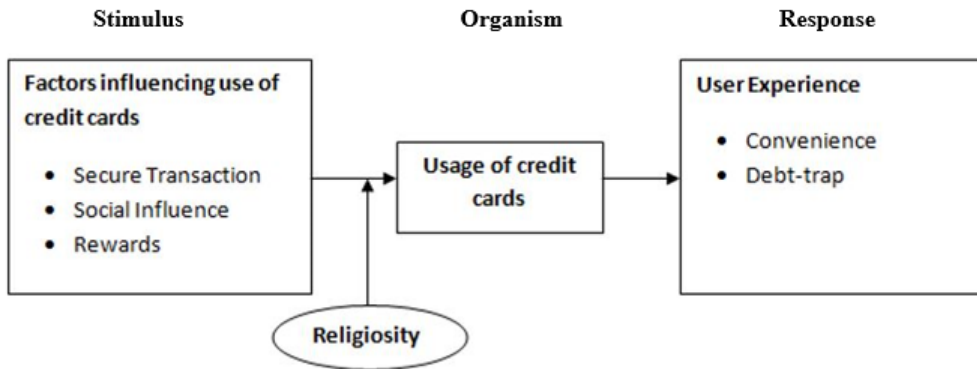 Stimulus
Organism
Response
Factors influencing use of
credit cards
• Secure Transaction
• Social Influence
• Rewards
Usage of credit
cards
User Experience
• Convenience
• Debt-trap
Religiosity